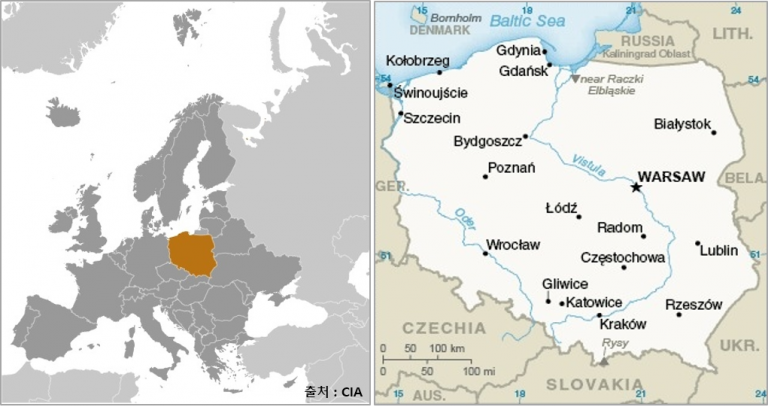 출처 : CIA
15
18
21
24
Bornholm
DENMARK
Baltic Sea
LITH.
RUSSIA
Kaliningrad Oblast
Gdynia
Gdańsk
Kołobrzeg
54
54
near Raczki
Elbląskie
Świnoujście
Szczecin
Białystok
Bydgoszcz
Vistula
Poznań
WARSAW
BELA.
GER.
Oder
Łódź
Radom
Wrocław
Lublin
51
51
Częstochowa
Gliwice
Katowice
Rzeszów
Kraków
CZECHIA
UKR.
0 50 100 km
0 50 100 mi
Rysy
SLOVAKIA
AUS.
15
18
21
24